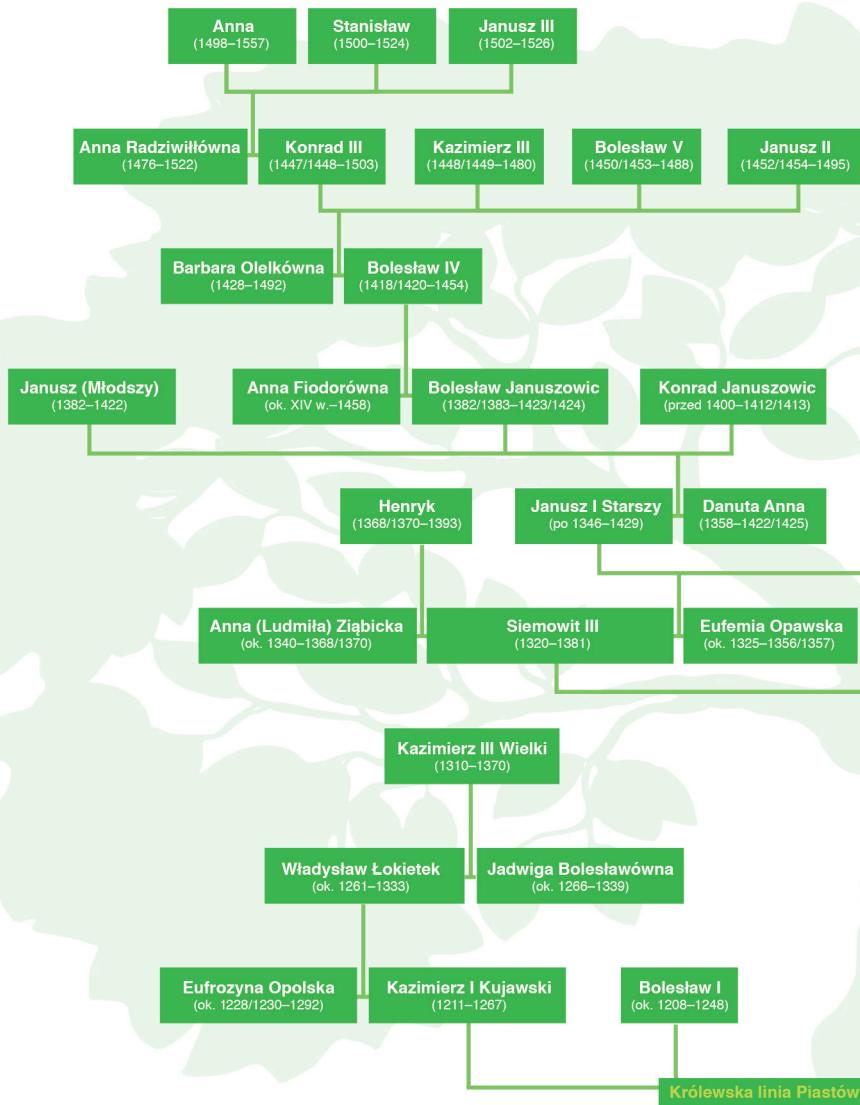 Anna
(1498–1557)
Stanisław
(1500–1524)
Janusz III
(1502–1526)
Anna Radziwiłłówna
(1476–1522)
Konrad III
(1447/1448–1503)
Kazimierz III
(1448/1449–1480)
Bolesław V
(1450/1453–1488)
Janusz II
(1452/1454–1495)
Barbara Olelkówna
(1428–1492)
Bolesław IV
(1418/1420–1454)
Janusz (Młodszy)
(1382–1422)
Anna Fiodorówna
(ok. XIV w.–1458)
Bolesław Januszowic
(1382/1383–1423/1424)
Konrad Januszowic
(przed 1400–1412/1413)
Henryk
(1368/1370–1393)
Janusz I Starszy
(po 1346–1429)
Danuta Anna
(1358–1422/1425)
Anna (Ludmiła) Ziąbicka
(ok. 1340–1368/1370)
Siemowit III
(1320–1381)
Eufemia Opawska
(ok. 1325–1356/1357)
Kazimierz III Wielki
(1310–1370)
Władysław Łokietek
(ok. 1261–1333)
Jadwiga Bolesławówna
(ok. 1266–1339)
Eufrozyna Opolska
(ok. 1228/1230–1292)
Kazimierz I Kujawski
(1211–1267)
Bolesław I
(ok. 1208–1248)
Królewska linia Piastów